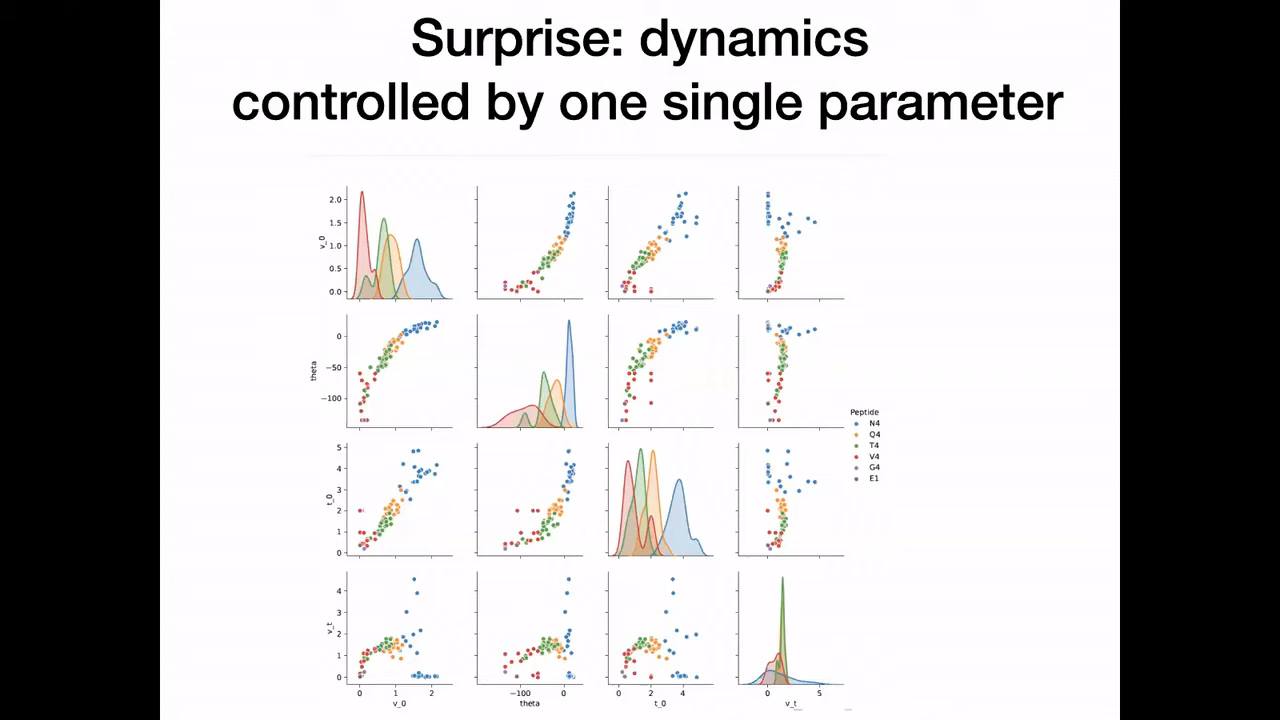 Surprise: dynamics
controlled by one single parameter
2.0
1.5
1.0
0.5
0.0
v_0
0
−50
−100
theta
5
4
3
2
1
0
t_0
4
3
2
1
0
v_t
0 1 2
v_0
−100 0
theta
0 2 4
t_0
0 5
v_t
Peptide
N4
Q4
T4
V4
G4
E1